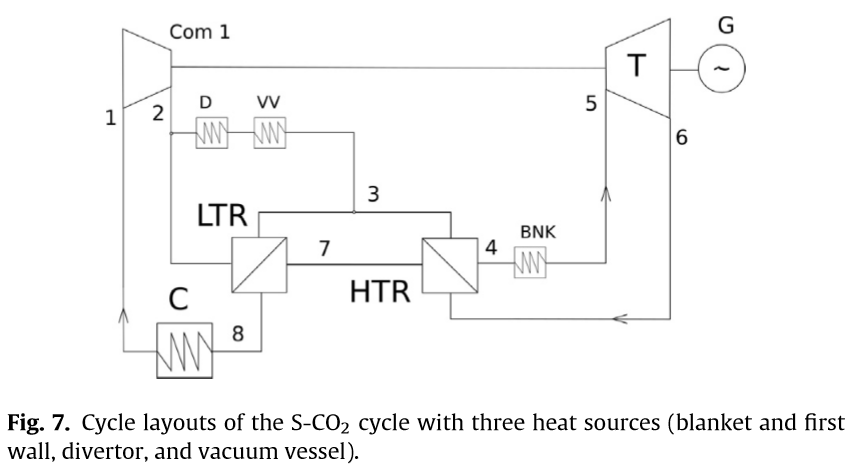 Com 1
G
T
~
1
2
D
VV
5
6
3
LTR
7
4
BNK
HTR
C
8
Fig. 7. Cycle layouts of the S-CO₂ cycle with three heat sources (blanket and first
wall, divertor, and vacuum vessel).